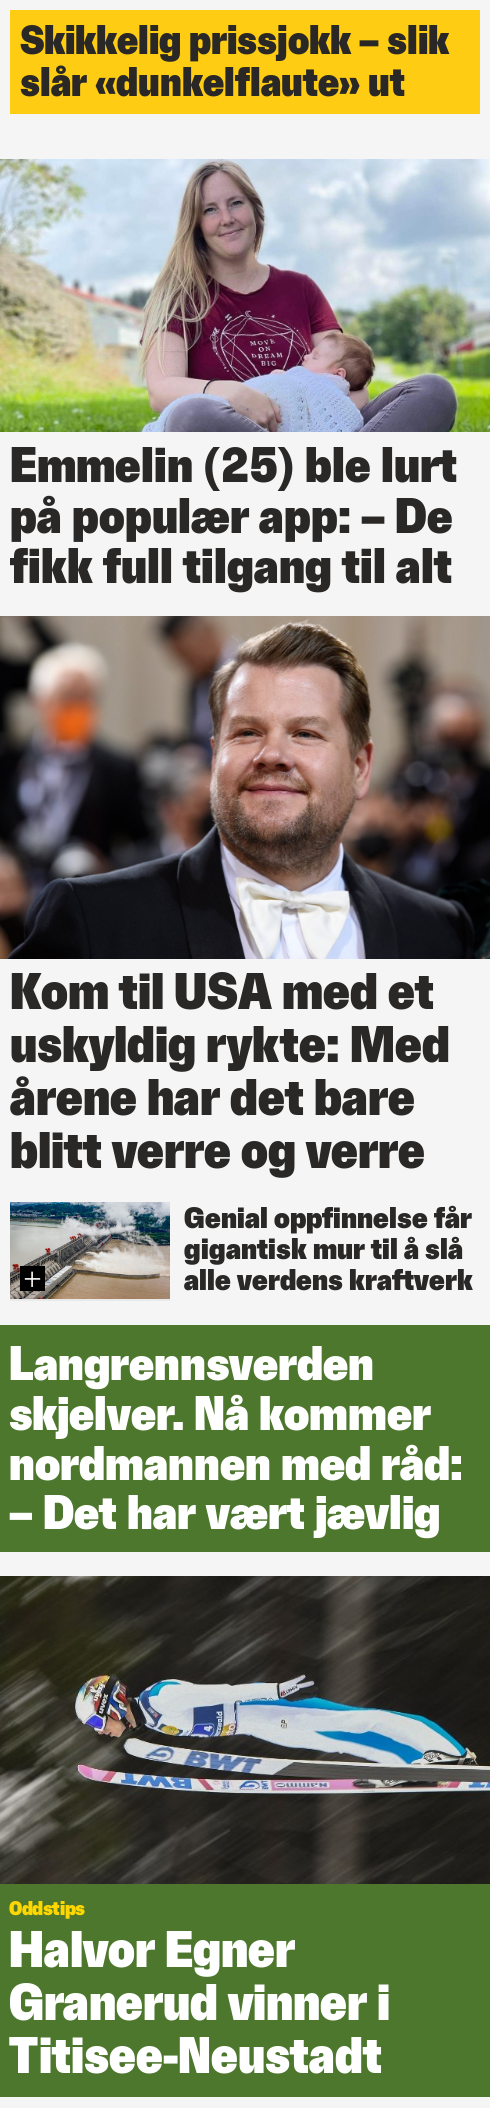 Skikkelig prissjokk – slik
slår «dunkelflaute» ut
MOVE
ON
DREAM
BIG
Emmelin (25) ble lurt
på populær app: – De
fikk full tilgang til alt
Kom til USA med et
uskyldig rykte: Med
årene har det bare
blitt verre og verre
Genial oppfinnelse får
gigantisk mur til å slå
alle verdens kraftverk
Langrennsverden
skjelver. Nå kommer
nordmannen med råd:
– Det har vært jævlig
uvex
4
BWT
BWT
Oddstips
Halvor Egner
Granerud vinner i
Titisee-Neustadt